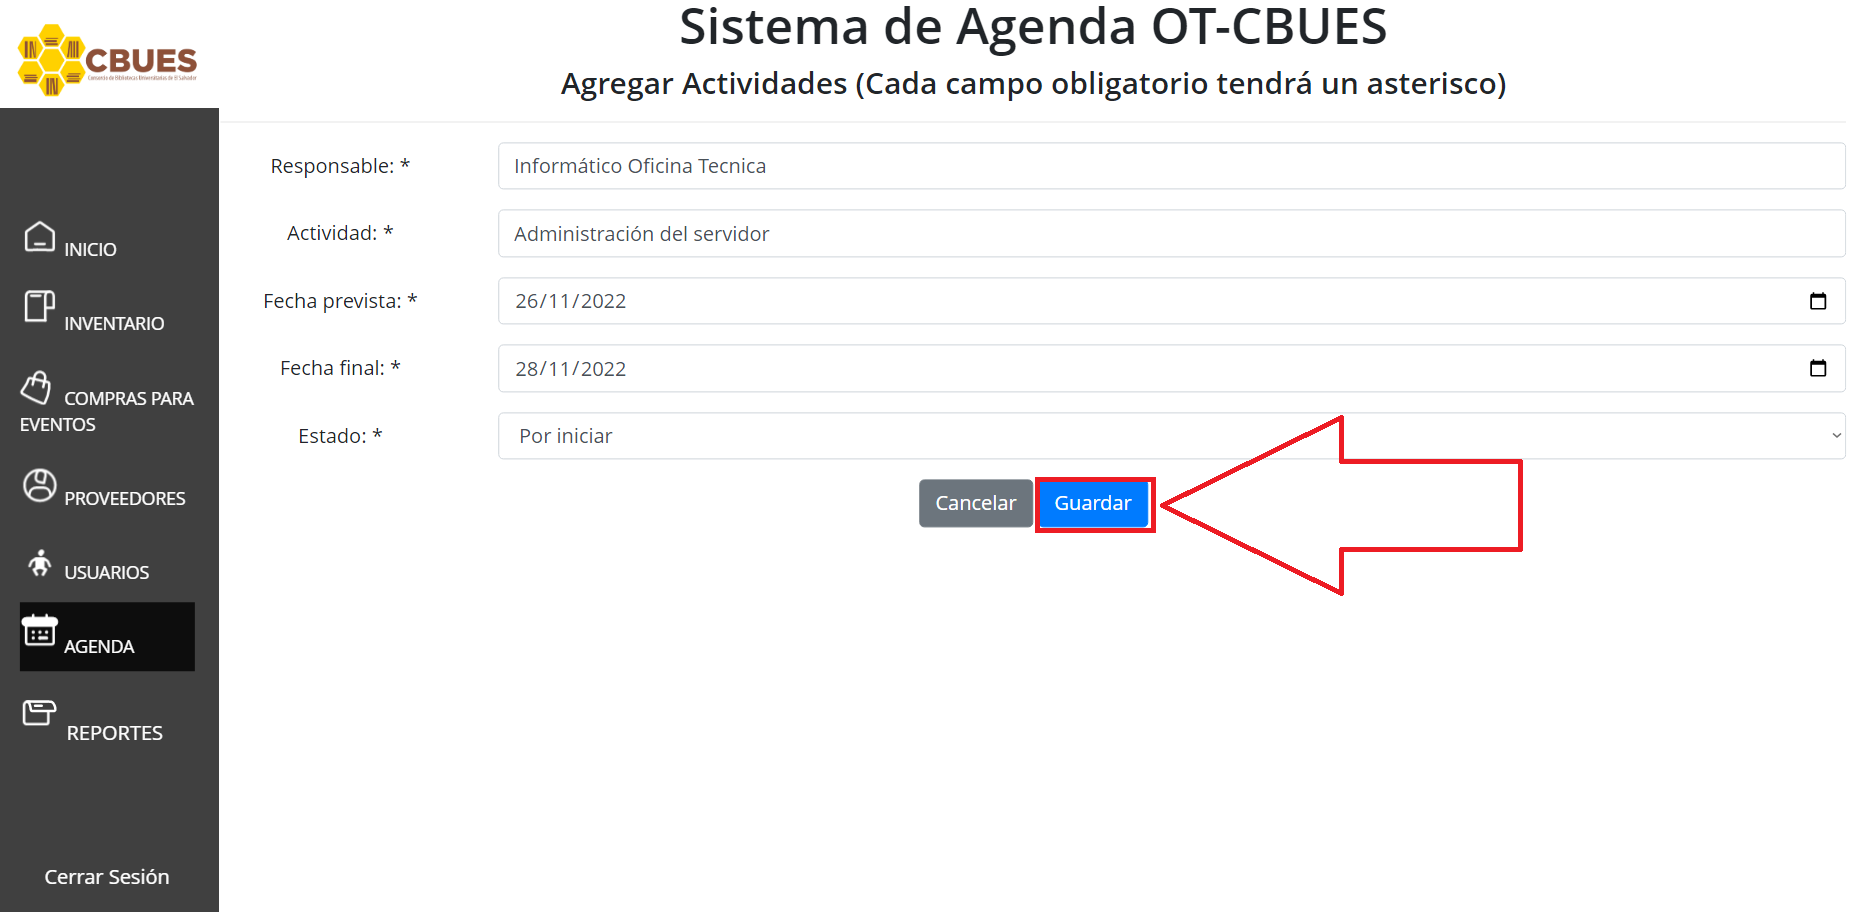 CBUES
Consorcio de Bibliotecas Universitarias de El Salvador
Sistema de Agenda OT-CBUES
Agregar Actividades (Cada campo obligatorio tendrá un asterisco)
INICIO
INVENTARIO
COMPRAS PARA
EVENTOS
PROVEEDORES
USUARIOS
AGENDA
REPORTES
Cerrar Sesión
Responsable: *
Informático Oficina Tecnica
Actividad: *
Administración del servidor
Fecha prevista: *
26/11/2022
Fecha final: *
28/11/2022
Estado: *
Por iniciar
Cancelar
Guardar